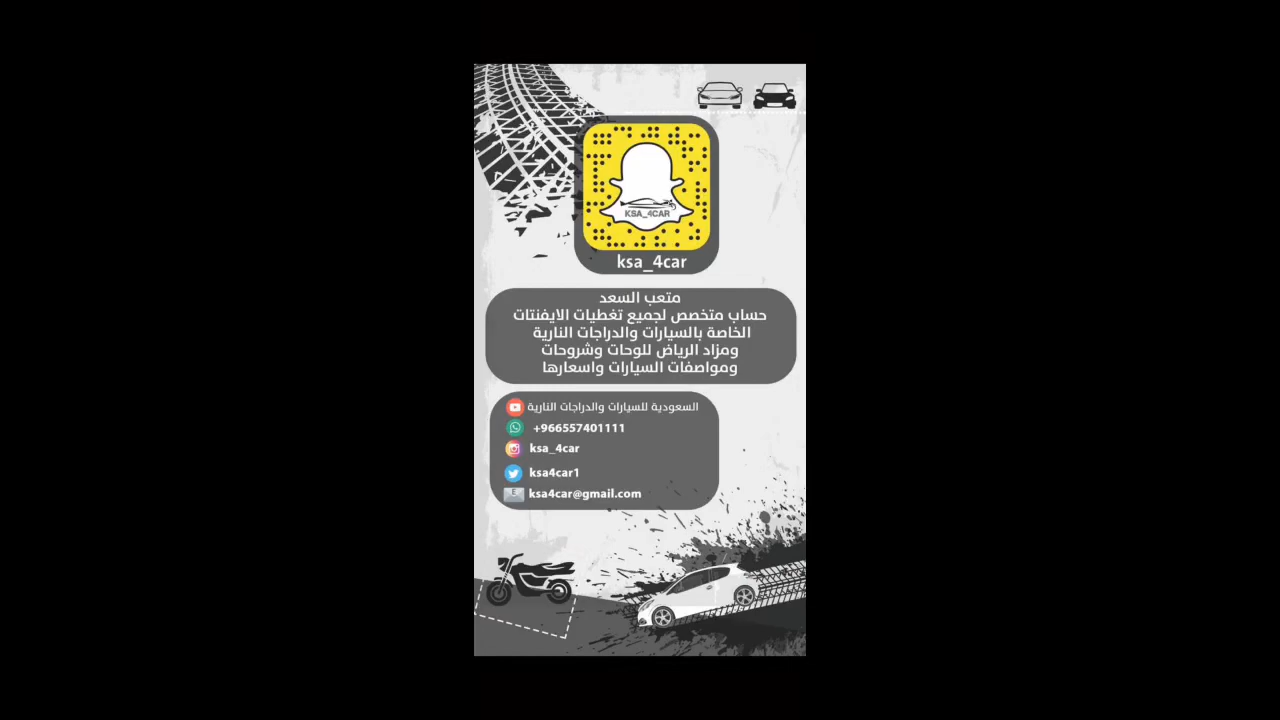 KSA_4CAR
ksa_4car
متعب السعد
حساب متخصص لجميع تغطيات الايفنتات
الخاصة بالسيارات والدراجات النارية
ومزاد الرياض للوحات وشروحات
ومواصفات السيارات واسعارها
السعودية للسيارات والدراجات النارية
+966557401111
ksa_4car
ksa4car1
E
ksa4car@gmail.com